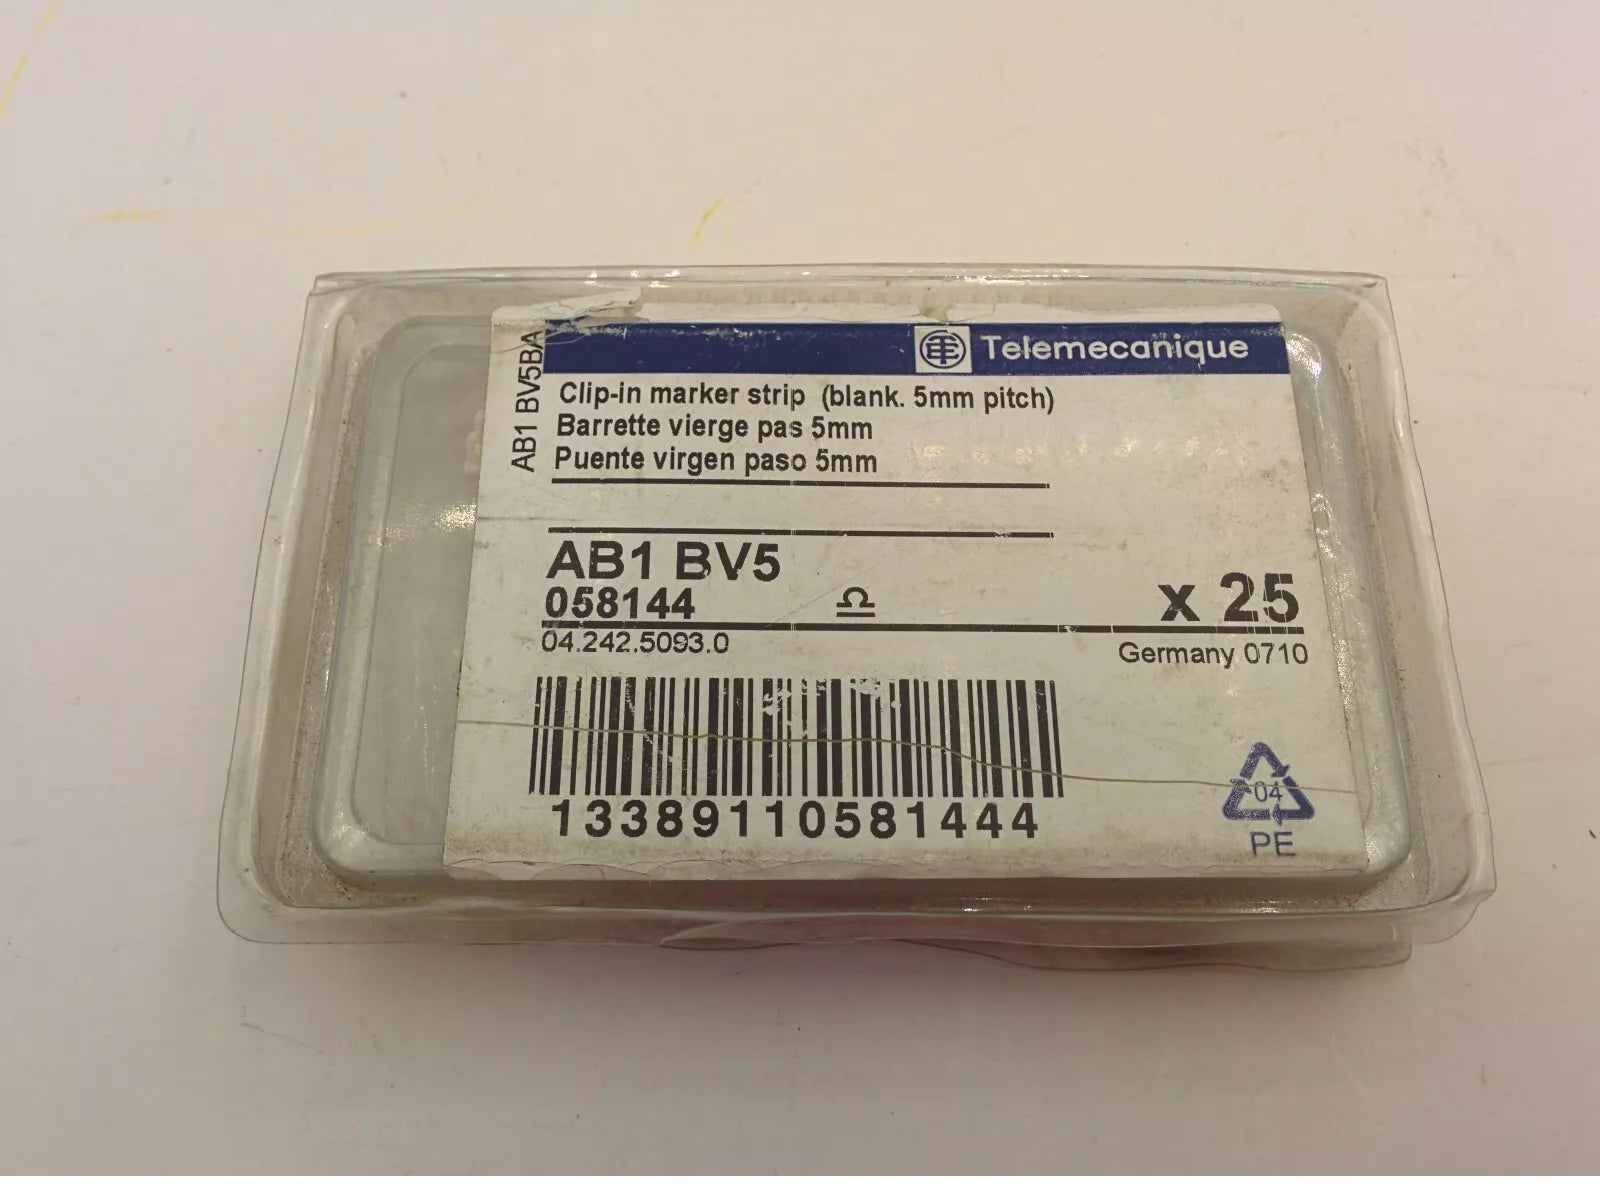 AB1 BV5BA
Telemecanique
Clip-in marker strip (blank. 5mm pitch)
Barrette vierge pas 5mm
Puente virgen paso 5mm
AB1 BV5
058144 ♎ x 25
04.242.5093.0 Germany 0710
13389110581444
04
PE